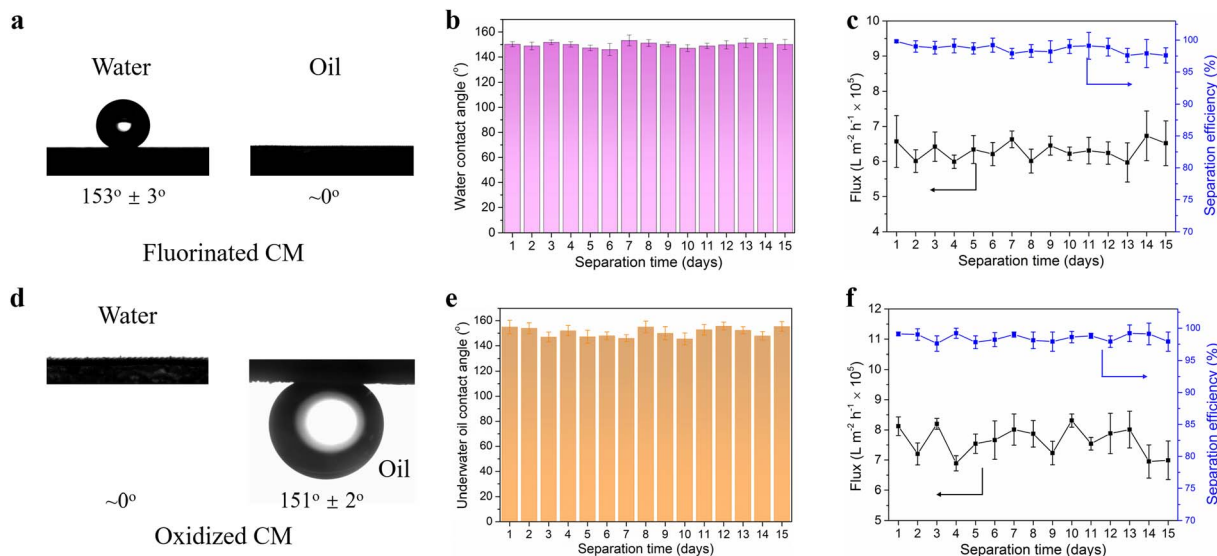 a
Water
Oil
153° ± 3°
~0°
Fluorinated CM
b
Water contact angle (°)
160
140
120
100
80
60
40
20
0
1 2 3 4 5 6 7 8 9 10 11 12 13 14 15
Separation time (days)
c
Flux (L m⁻² h⁻¹ × 10⁵)
10
9
8
7
6
5
4
100
95
90
85
80
75
70
Separation efficiency (%)
1 2 3 4 5 6 7 8 9 10 11 12 13 14 15
Separation time (days)
d
Water
Oil
~0°
151° ± 2°
Oxidized CM
e
Underwater oil contact angle (°)
160
140
120
100
80
60
40
20
0
1 2 3 4 5 6 7 8 9 10 11 12 13 14 15
Separation time (days)
f
Flux (L m⁻² h⁻¹ × 10⁵)
12
11
10
9
8
7
6
5
100
95
90
85
80
75
70
Separation efficiency (%)
1 2 3 4 5 6 7 8 9 10 11 12 13 14 15
Separation time (days)